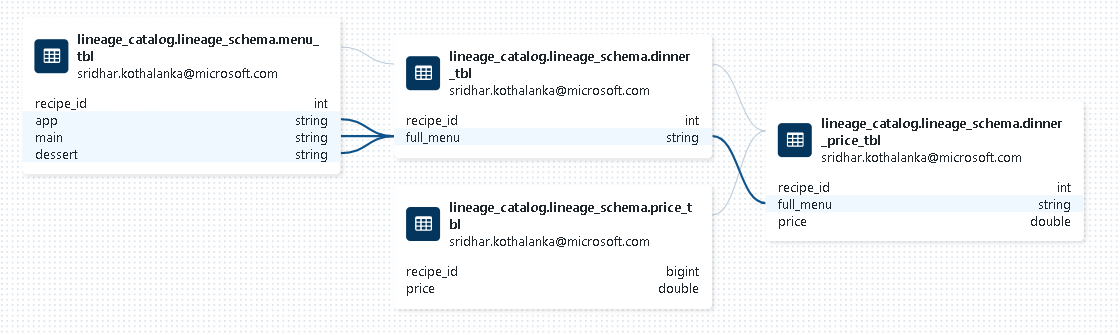 lineage_catalog.lineage_schema.menu_
tbl
sridhar.kothalanka@microsoft.com
recipe_id int
app string
main string
dessert string
lineage_catalog.lineage_schema.dinner
_tbl
sridhar.kothalanka@microsoft.com
recipe_id int
full_menu string
lineage_catalog.lineage_schema.price_t
bl
sridhar.kothalanka@microsoft.com
recipe_id bigint
price double
lineage_catalog.lineage_schema.dinner
_price_tbl
sridhar.kothalanka@microsoft.com
recipe_id int
full_menu string
price double